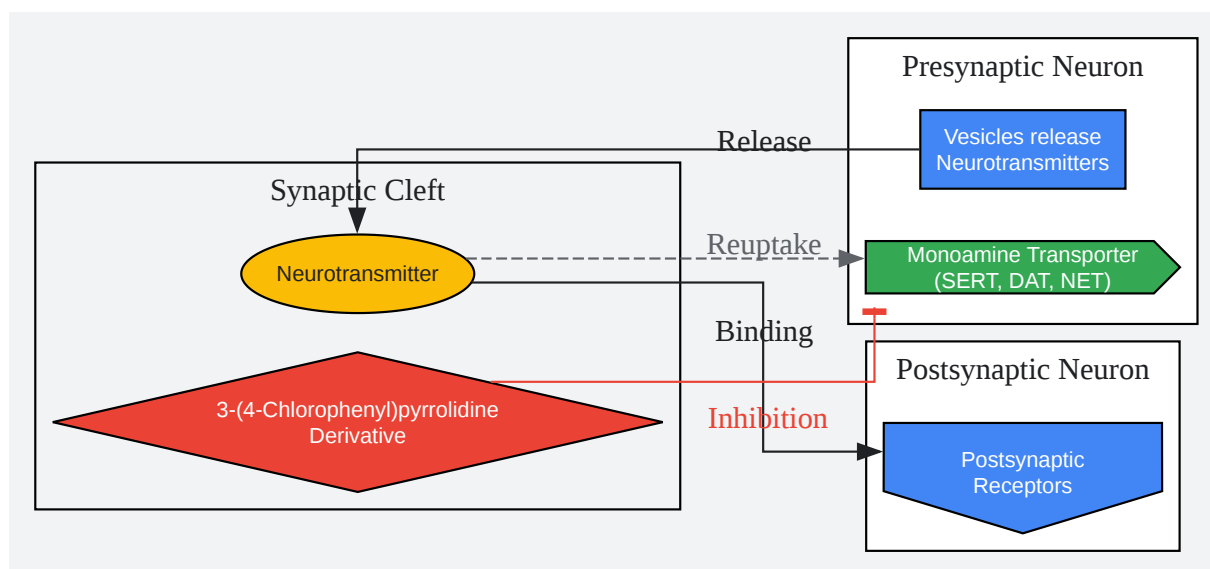 Presynaptic Neuron
Vesicles release
Neurotransmitters
Release
Synaptic Cleft
Reuptake
Monoamine Transporter
(SERT, DAT, NET)
Neurotransmitter
Binding
Postsynaptic Neuron
3-(4-Chlorophenyl)pyrrolidine
Derivative
Inhibition
Postsynaptic
Receptors